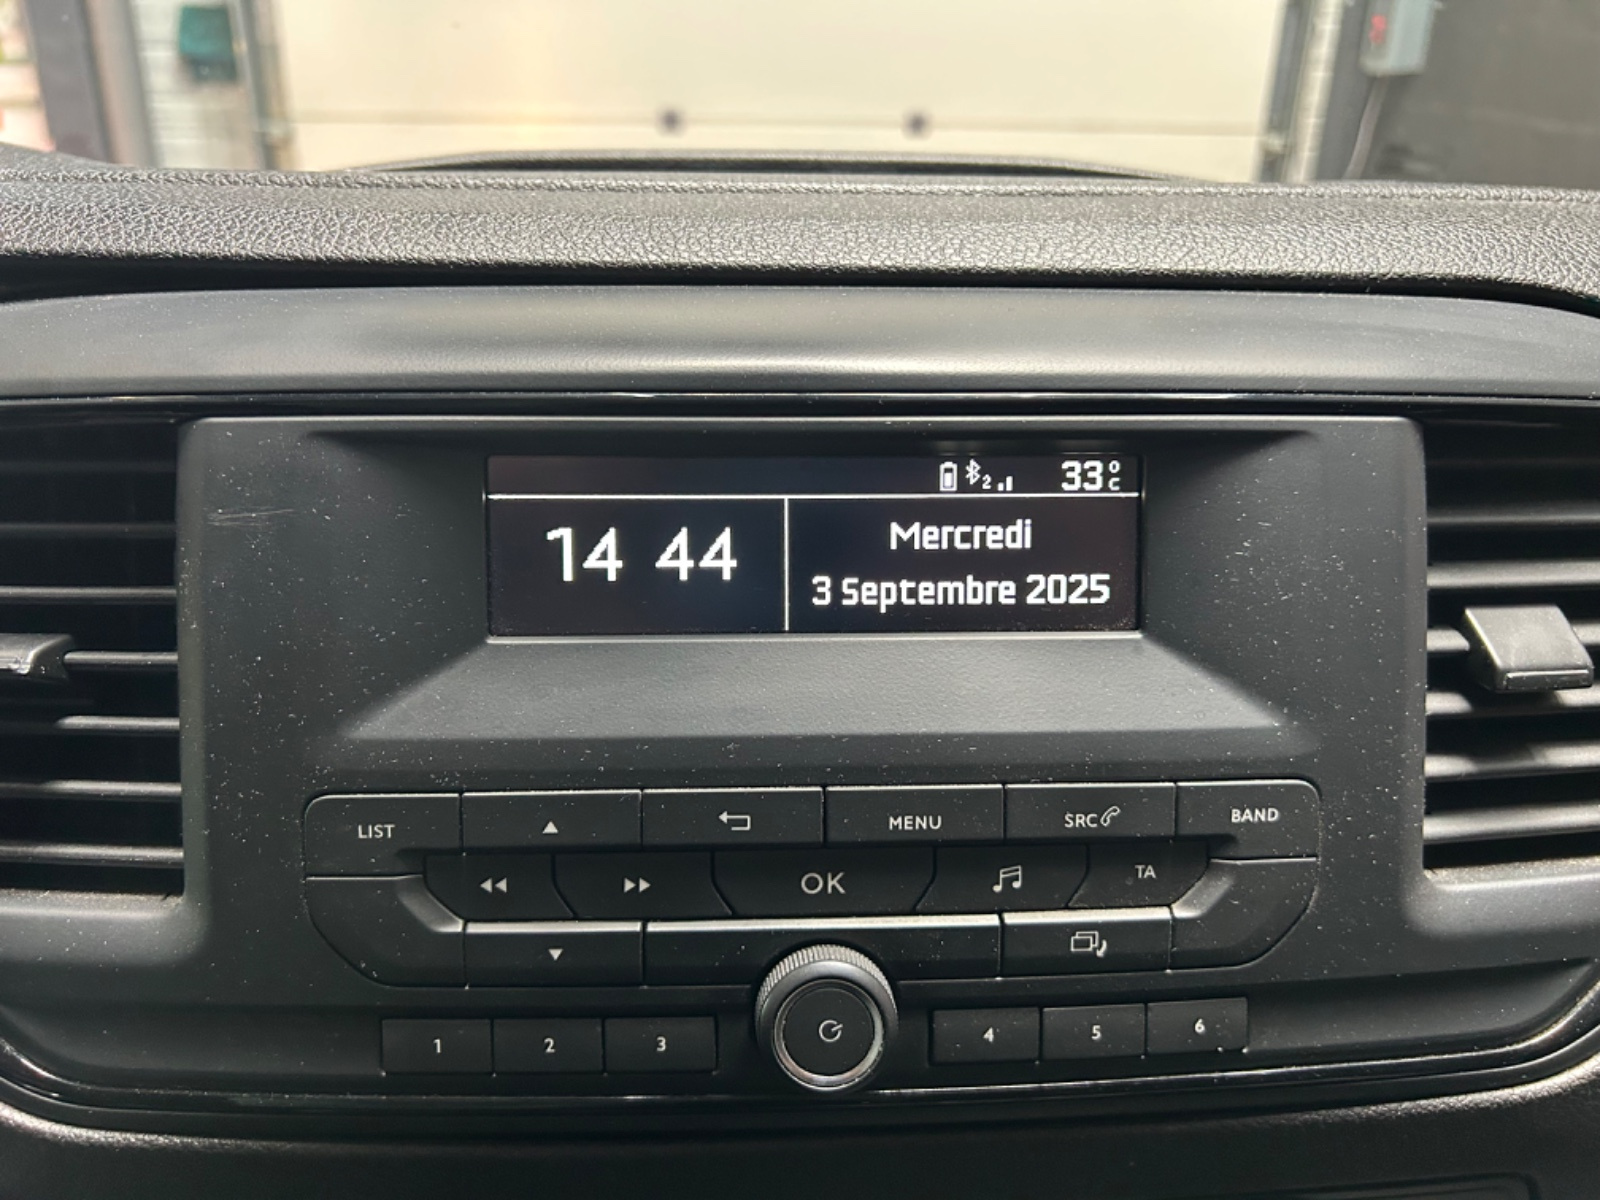 2 33°C
14 44
Mercredi
3 Septembre 2025
LIST
MENU
SRC
BAND
OK
TA
1
2
3
4
5
6